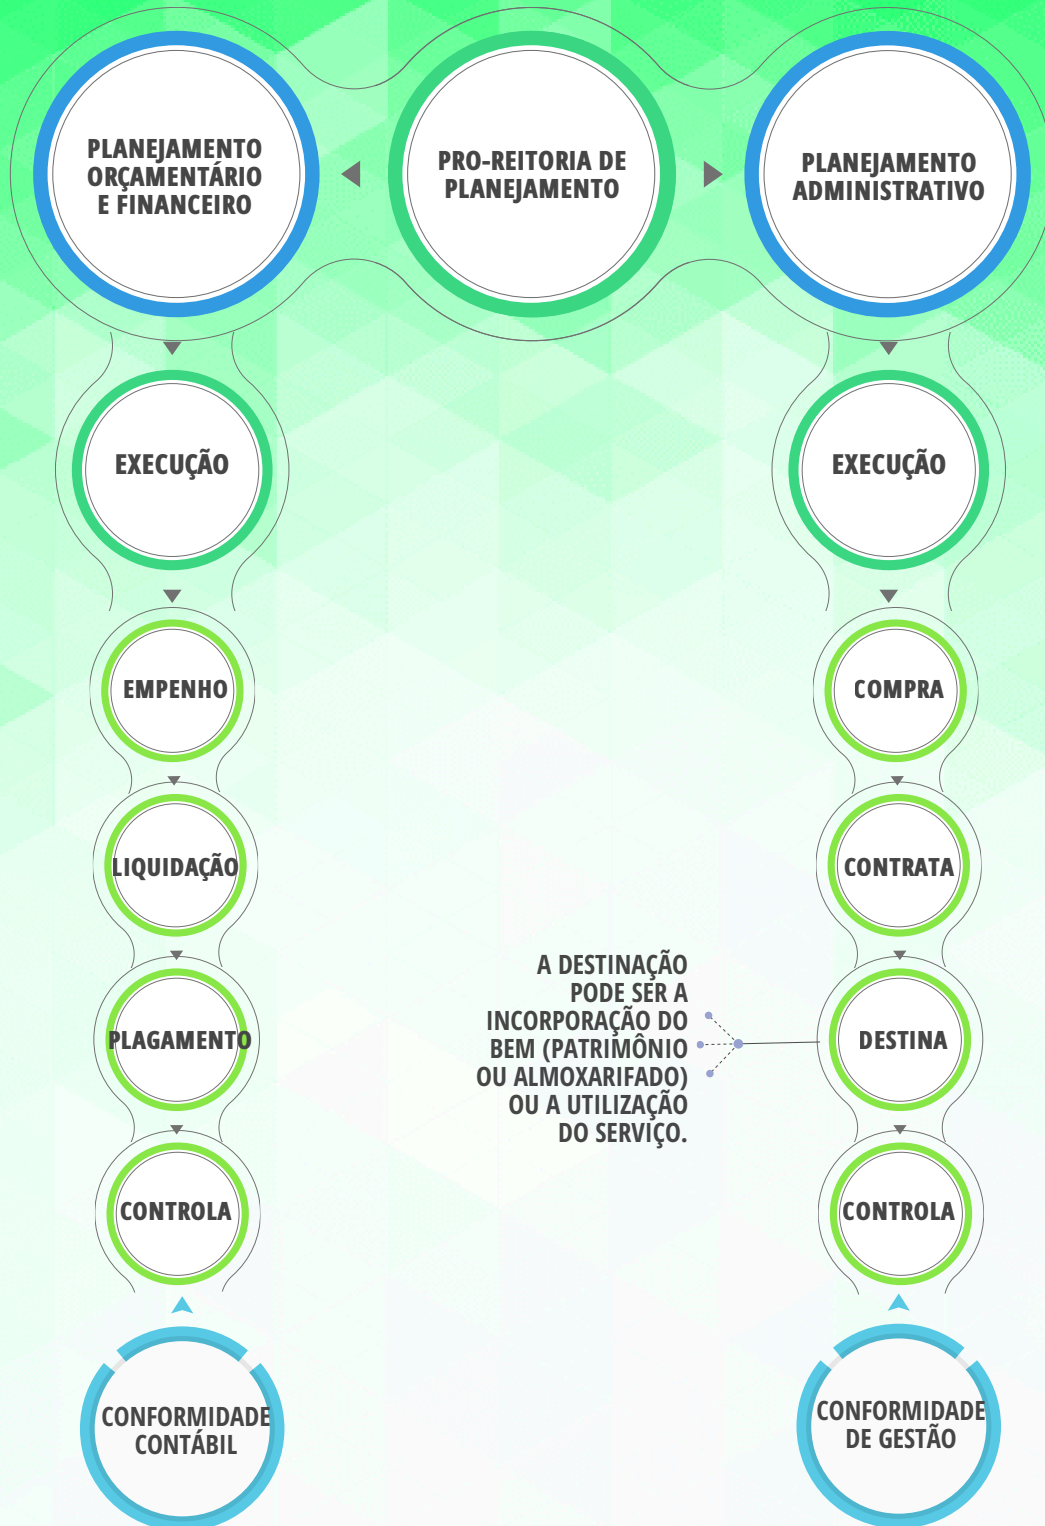 PLANEJAMENTO
ORÇAMENTÁRIO
E FINANCEIRO
PRO-REITORIA DE
PLANEJAMENTO
PLANEJAMENTO
ADMINISTRATIVO
EXECUÇÃO
EXECUÇÃO
EMPENHO
COMPRA
LIQUIDAÇÃO
CONTRATA
A DESTINAÇÃO
PODE SER A
INCORPORAÇÃO DO
BEM (PATRIMÔNIO
OU ALMOXARIFADO)
OU A UTILIZAÇÃO
DO SERVIÇO.
PLAGAMENTO
DESTINA
CONTROLA
CONTROLA
CONFORMIDADE
CONTÁBIL
CONFORMIDADE
DE GESTÃO